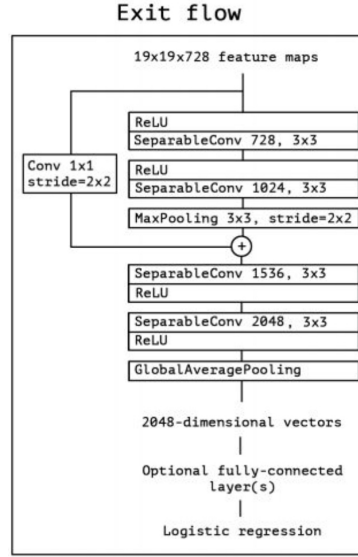 Exit flow
19x19x728 feature maps
ReLU
SeparableConv 728, 3x3
Conv 1x1
stride=2x2
ReLU
SeparableConv 1024, 3x3
MaxPooling 3x3, stride=2x2
+
SeparableConv 1536, 3x3
ReLU
SeparableConv 2048, 3x3
ReLU
GlobalAveragePooling
2048-dimensional vectors
Optional fully-connected
layer(s)
Logistic regression